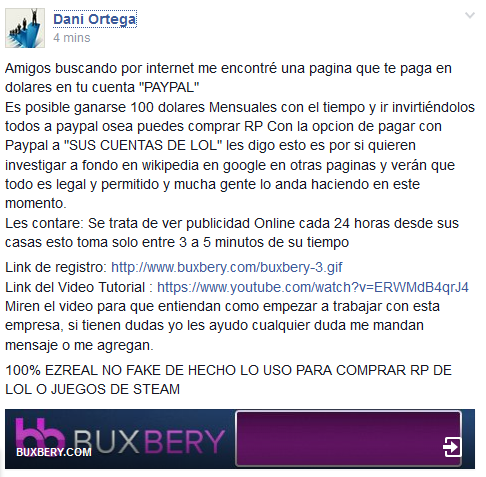 Dani Ortega
4 mins
Amigos buscando por internet me encontré una pagina que te paga en
dolares en tu cuenta "PAYPAL"
Es posible ganarse 100 dolares Mensuales con el tiempo y ir invirtiéndolos
todos a paypal osea puedes comprar RP Con la opcion de pagar con
Paypal a "SUS CUENTAS DE LOL" les digo esto es por si quieren
investigar a fondo en wikipedia en google en otras paginas y verán que
todo es legal y permitido y mucha gente lo anda haciendo en este
momento.
Les contare: Se trata de ver publicidad Online cada 24 horas desde sus
casas esto toma solo entre 3 a 5 minutos de su tiempo
Link de registro: http://www.buxbery.com/buxbery-3.gif
Link del Video Tutorial : https://www.youtube.com/watch?v=ERWMdB4qrJ4
Miren el video para que entiendan como empezar a trabajar con esta
empresa, si tienen dudas yo les ayudo cualquier duda me mandan
mensaje o me agregan.
100% EZREAL NO FAKE DE HECHO LO USO PARA COMPRAR RP DE
LOL O JUEGOS DE STEAM
bb BUXBERY
BUXBERY.COM